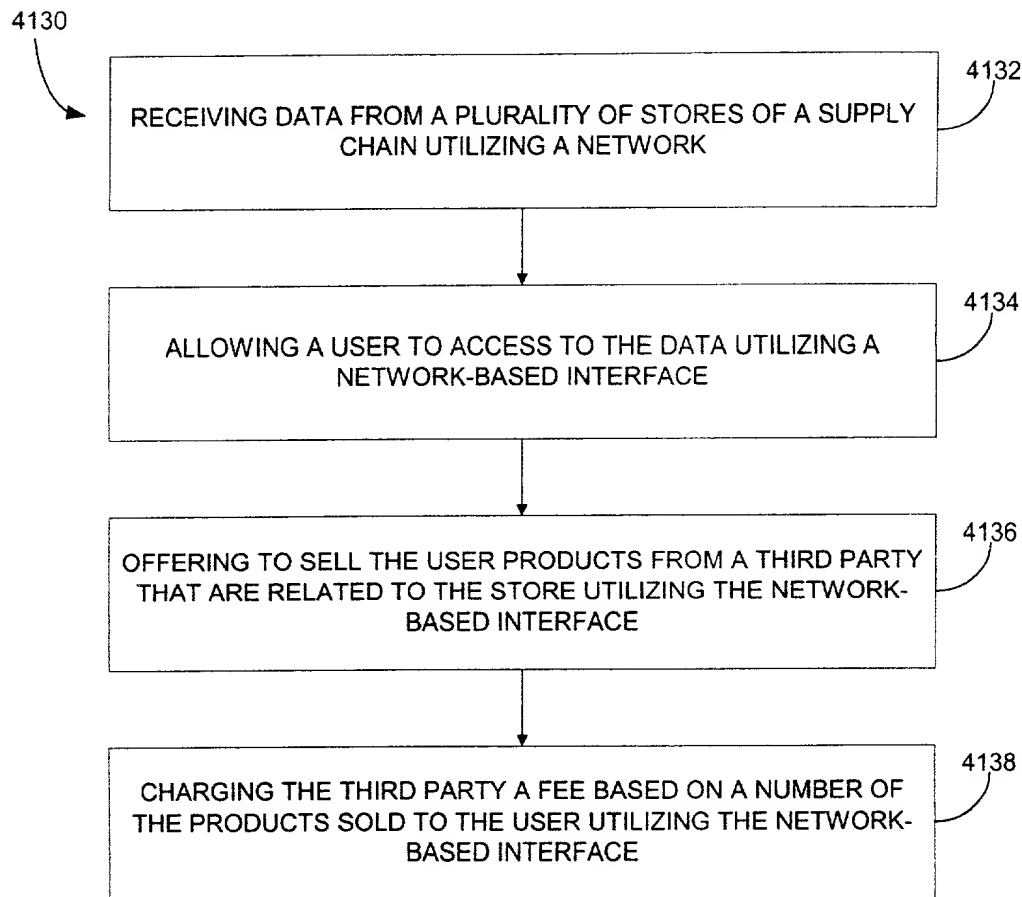 4130
4132
RECEIVING DATA FROM A PLURALITY OF STORES OF A SUPPLY
CHAIN UTILIZING A NETWORK
4134
ALLOWING A USER TO ACCESS TO THE DATA UTILIZING A
NETWORK-BASED INTERFACE
4136
OFFERING TO SELL THE USER PRODUCTS FROM A THIRD PARTY
THAT ARE RELATED TO THE STORE UTILIZING THE NETWORK-
BASED INTERFACE
4138
CHARGING THE THIRD PARTY A FEE BASED ON A NUMBER OF
THE PRODUCTS SOLD TO THE USER UTILIZING THE NETWORK-
BASED INTERFACE